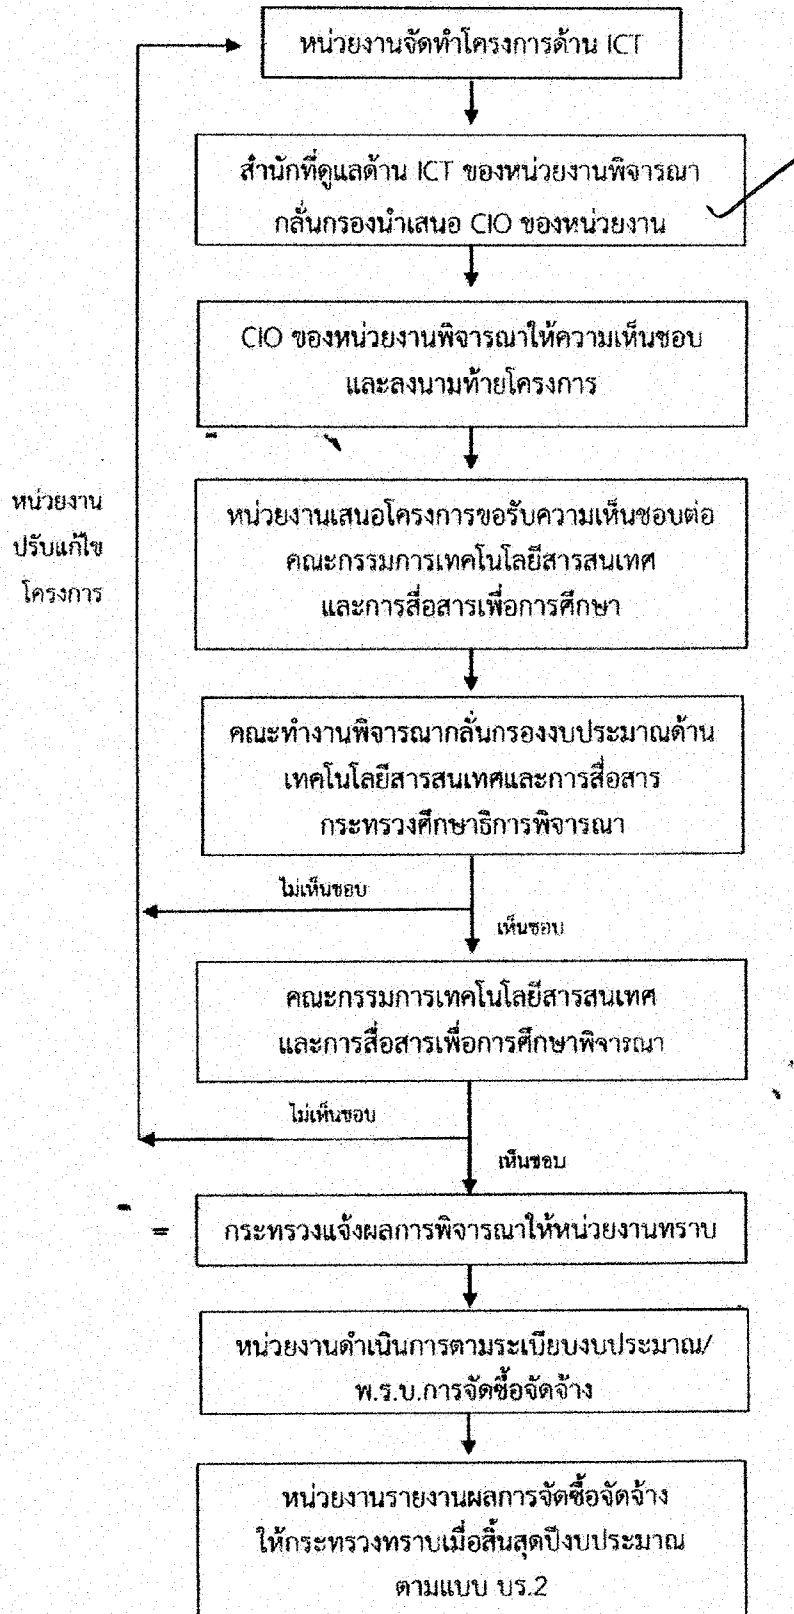 หน่วยงานจัดทำโครงการด้าน ICT
สำนักที่ดูแลด้าน ICT ของหน่วยงานพิจารณา
กลั่นกรองนำเสนอ CIO ของหน่วยงาน
CIO ของหน่วยงานพิจารณาให้ความเห็นชอบ
และลงนามท้ายโครงการ
หน่วยงาน
ปรับแก้ไข
โครงการ
หน่วยงานเสนอโครงการขอรับความเห็นชอบต่อ
คณะกรรมการเทคโนโลยีสารสนเทศ
และการสื่อสารเพื่อการศึกษา
คณะทำงานพิจารณากลั่นกรองงบประมาณด้าน
เทคโนโลยีสารสนเทศและการสื่อสาร
กระทรวงศึกษาธิการพิจารณา
ไม่เห็นชอบ
เห็นชอบ
คณะกรรมการเทคโนโลยีสารสนเทศ
และการสื่อสารเพื่อการศึกษาพิจารณา
ไม่เห็นชอบ
เห็นชอบ
กระทรวงแจ้งผลการพิจารณาให้หน่วยงานทราบ
หน่วยงานดำเนินการตามระเบียบงบประมาณ/
พ.ร.บ.การจัดซื้อจัดจ้าง
หน่วยงานรายงานผลการจัดซื้อจัดจ้าง
ให้กระทรวงทราบเมื่อสิ้นสุดปีงบประมาณ
ตามแบบ บร.2